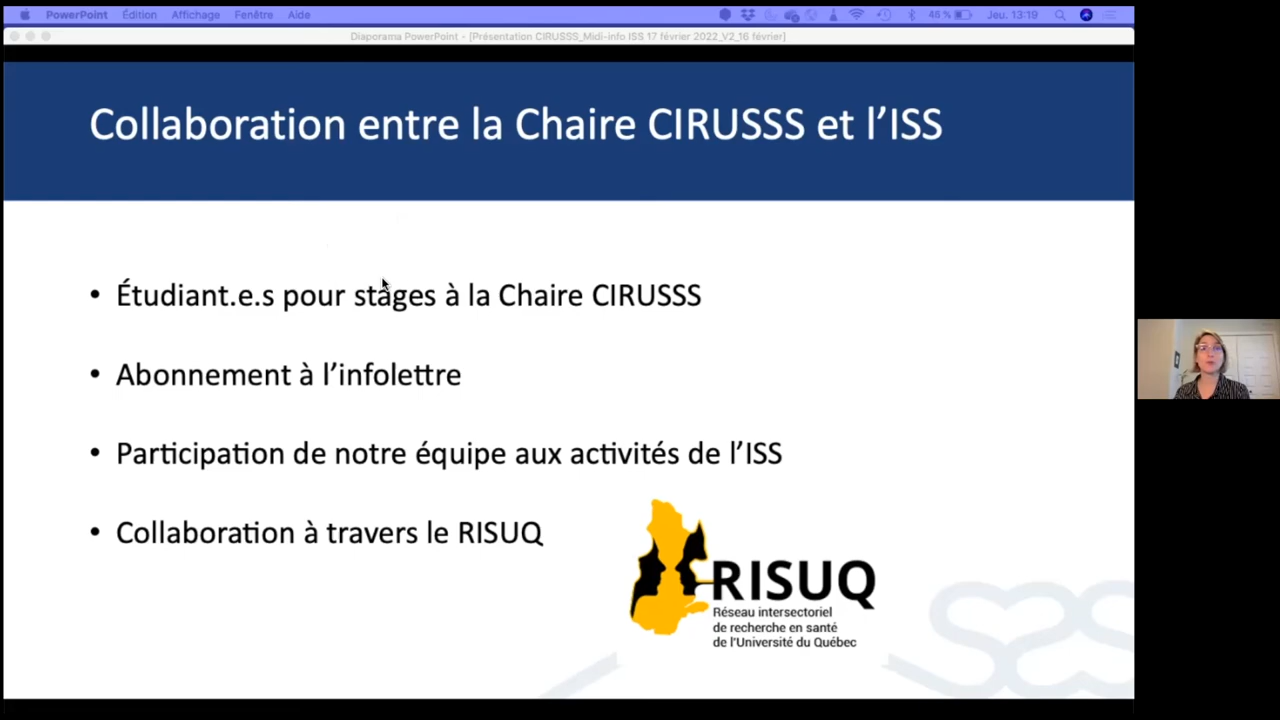 PowerPoint Édition Affichage Fenêtre Aide 46 % Jeu. 13:19
Diaporama PowerPoint - [Présentation CIRUSSS_Midi-info ISS 17 février 2022_V2_16 février]
Collaboration entre la Chaire CIRUSSS et l’ISS
• Étudiant.e.s pour stages à la Chaire CIRUSSS
• Abonnement à l’infolettre
• Participation de notre équipe aux activités de l’ISS
• Collaboration à travers le RISUQ
RISUQ
Réseau intersectoriel
de recherche en santé
de l’Université du Québec